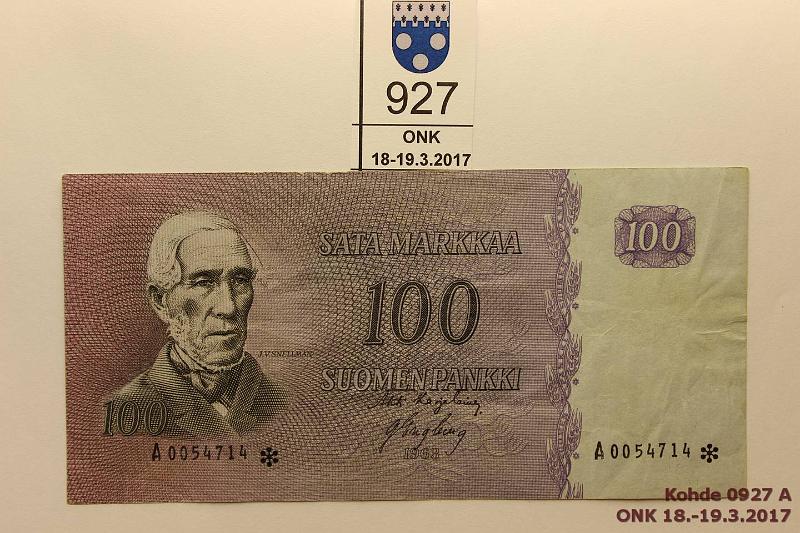 927
ONK
18-19.3.2017
100
SATA MARKKAA
100
J.V.SNELLMAN
SUOMEN PANKKI
100
1963
A0054714 *
A0054714 *
Kohde 0927 A
ONK 18.-19.3.2017